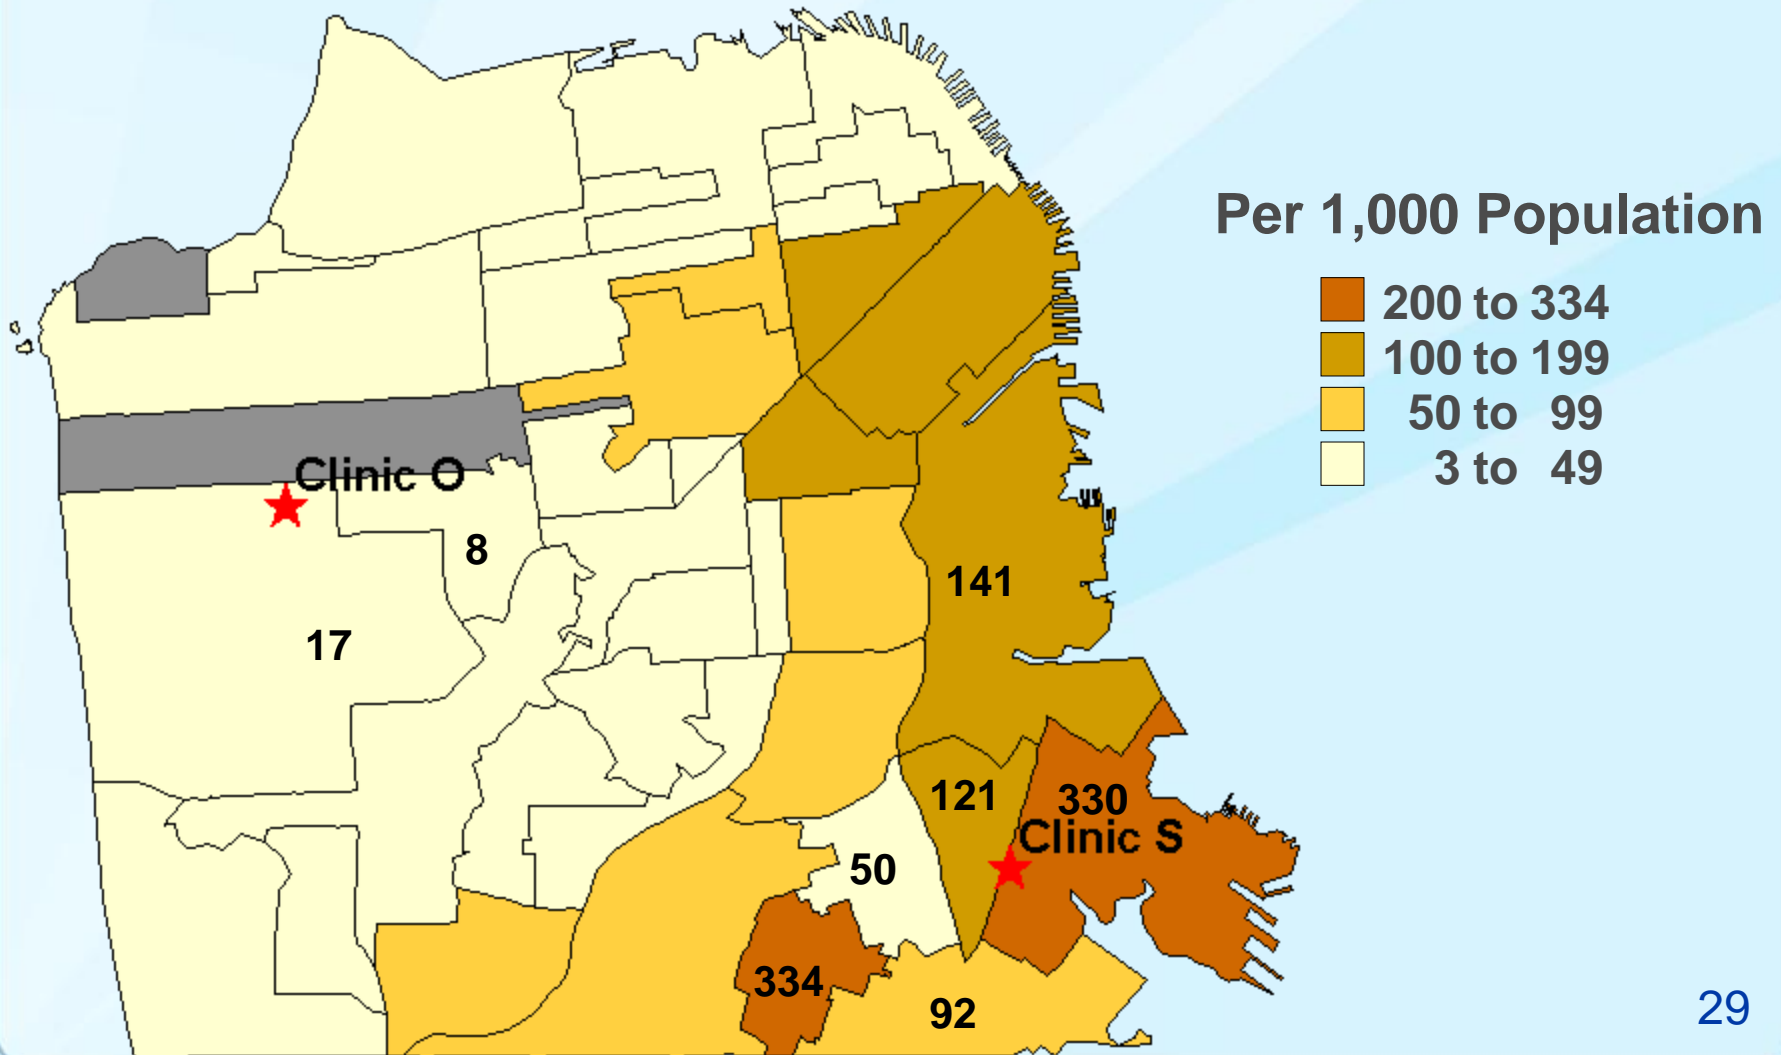 Per 1,000 Population
200 to 334
100 to 199
50 to 99
3 to 49
Clinic O
8
17
141
121
330
Clinic S
50
334
92
29